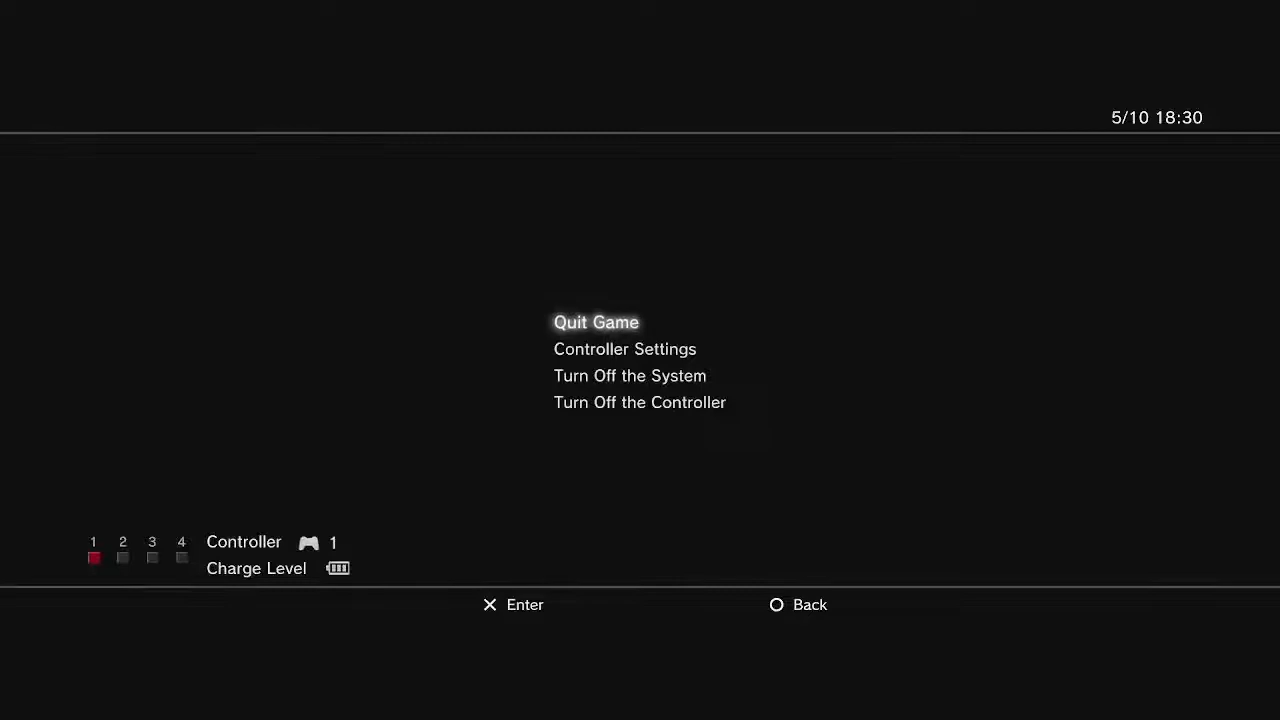 5/10 18:30
Quit Game
Controller Settings
Turn Off the System
Turn Off the Controller
1 2 3 4 Controller 1
Charge Level
Enter Back